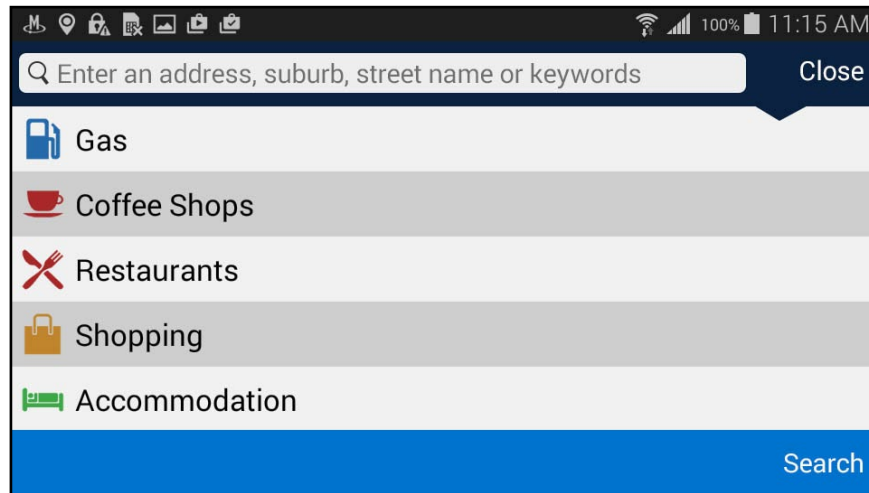 100% 11:15 AM
Enter an address, suburb, street name or keywords Close
Gas
Coffee Shops
Restaurants
Shopping
Accommodation
Search